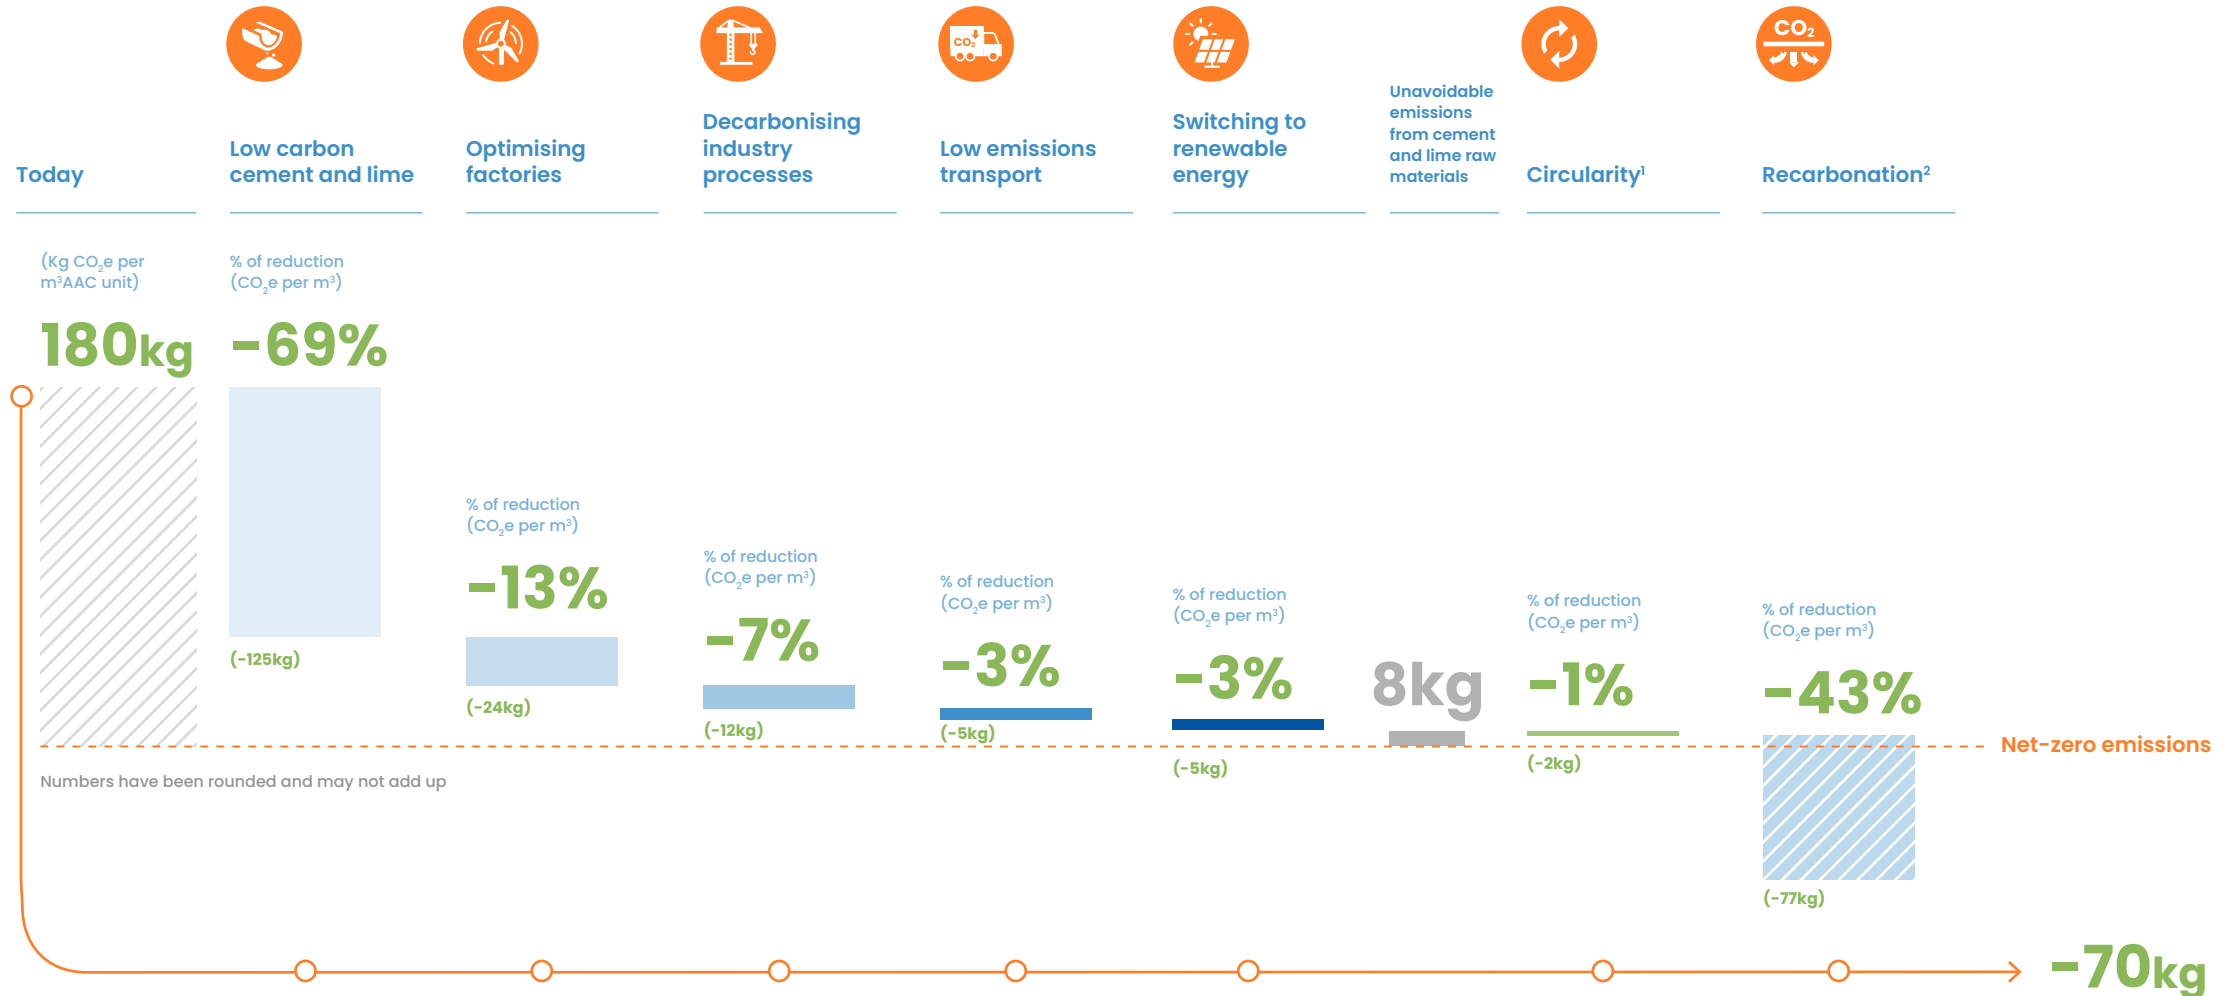 Today
(Kg CO₂e per
m³AAC unit)
180kg
Low carbon
cement and lime
% of reduction
(CO₂e per m³)
-69%
(-125kg)
Optimising
factories
% of reduction
(CO₂e per m³)
-13%
(-24kg)
Decarbonising
industry
processes
% of reduction
(CO₂e per m³)
-7%
(-12kg)
CO₂
Low emissions
transport
% of reduction
(CO₂e per m³)
-3%
(-5kg)
Switching to
renewable
energy
% of reduction
(CO₂e per m³)
-3%
(-5kg)
Unavoidable
emissions
from cement
and lime raw
materials
8kg
Circularity¹
% of reduction
(CO₂e per m³)
-1%
(-2kg)
CO₂
Recarbonation²
% of reduction
(CO₂e per m³)
-43%
(-77kg)
Net-zero emissions
Numbers have been rounded and may not add up
-70kg